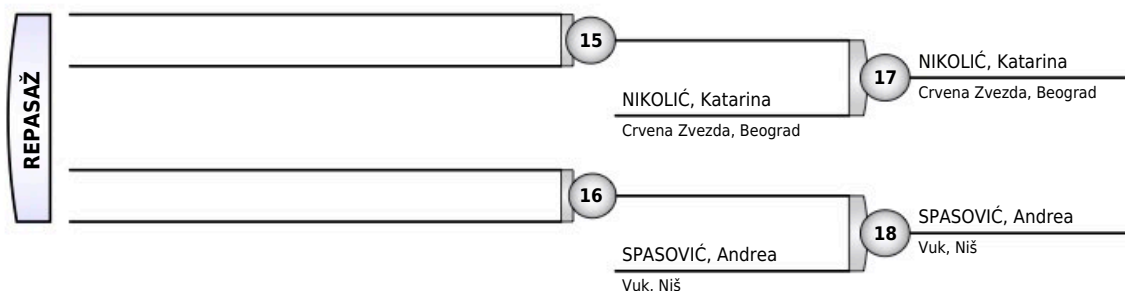 REPASAŽ
15
NIKOLIĆ, Katarina
Crvena Zvezda, Beograd
17
NIKOLIĆ, Katarina
Crvena Zvezda, Beograd
16
SPASOVIĆ, Andrea
Vuk, Niš
18
SPASOVIĆ, Andrea
Vuk, Niš